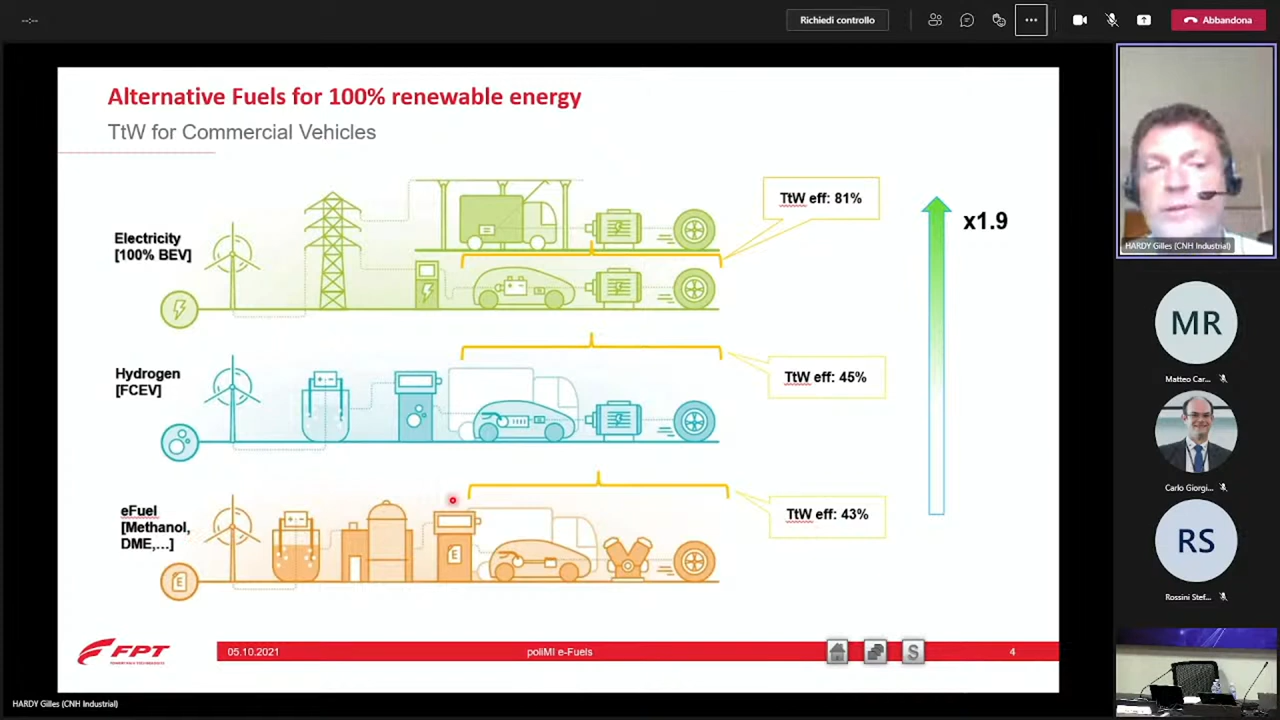 --:--
Richiedi controllo
Abbandona
Alternative Fuels for 100% renewable energy
TtW for Commercial Vehicles
Electricity
[100% BEV]
TtW eff: 81%
x1.9
Hydrogen
[FCEV]
TtW eff: 45%
eFuel
[Methanol,
DME,...]
E
E
TtW eff: 43%
FPT
05.10.2021
poliMI e-Fuels
S
4
HARDY Gilles (CNH Industrial)
MR
Matteo Car...
Carlo Giorgi...
RS
Rossini Stef...
HARDY Gilles (CNH Industrial)